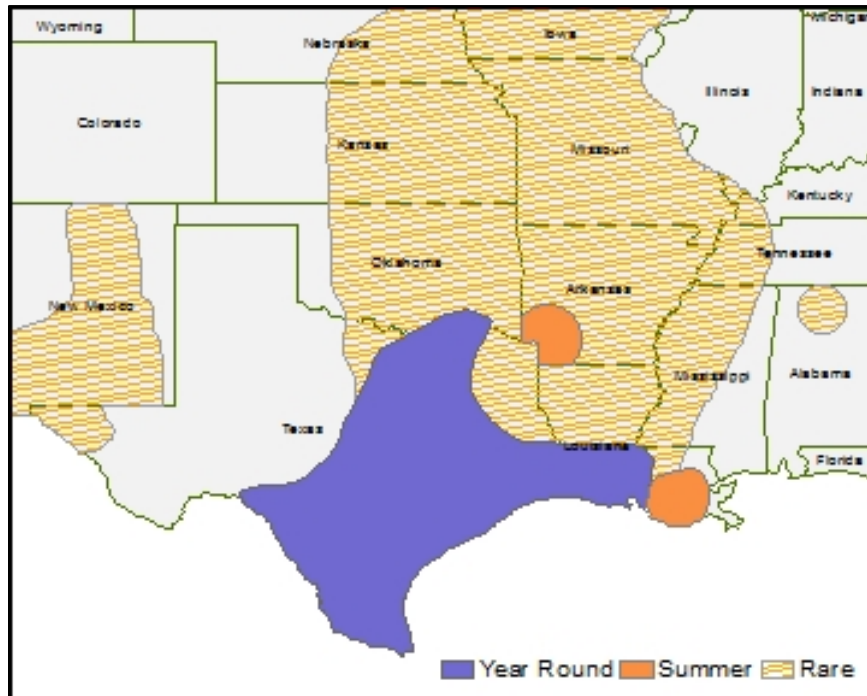 Wyoming
Michigan
Nebraska
Iowa
Illinois
Indiana
Colorado
Kansas
Missouri
Kentucky
Tennessee
Oklahoma
Arkansas
New Mexico
Mississippi
Alabama
Texas
Louisiana
Florida
Year Round Summer Rare